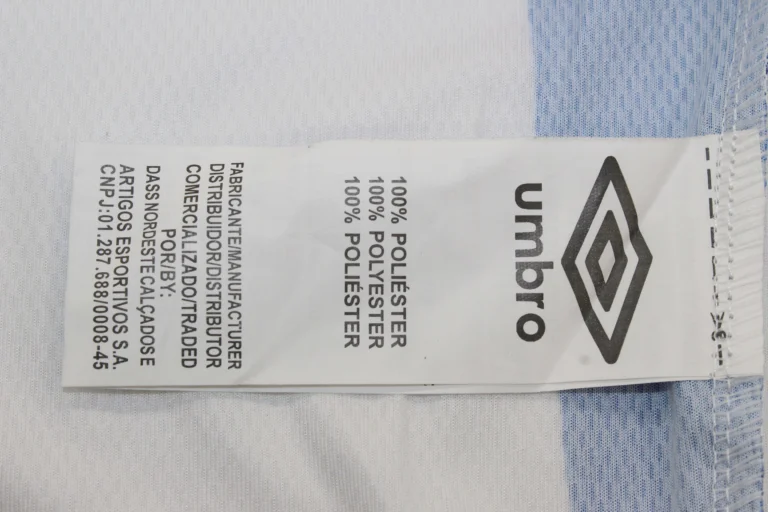 umbro
100% POLIÉSTER
100% POLYESTER
100% POLIÉSTER
FABRICANTE/MANUFACTURER
DISTRIBUIDOR/DISTRIBUTOR
COMERCIALIZADO/TRADED
POR/BY:
DASS NORDESTE CALÇADOS E
ARTIGOS ESPORTIVOS S.A.
CNPJ:01.287.688/0008-45